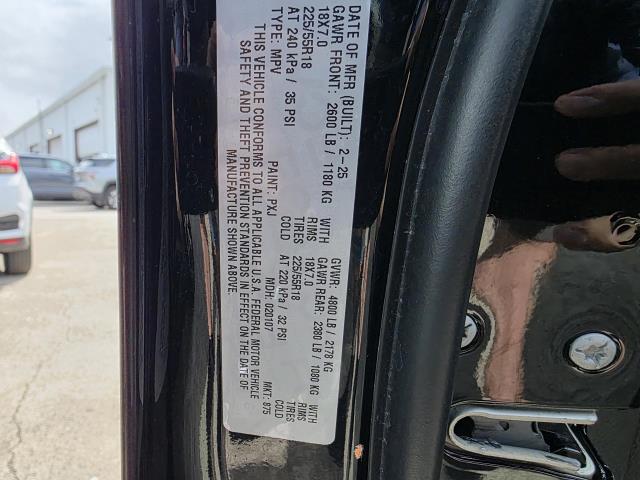 DATE OF MFR (BUILT): 2-25 GVWR: 4800 LB / 2178 KG
GAWR FRONT: 2600 LB / 1180 KG WITH GAWR REAR: 2380 LB / 1080 KG WITH
18X7.0 RIMS 18X7.0 RIMS
225/55R18 TIRES 225/55R18 TIRES
AT 240 kPa / 35 PSI COLD AT 220 kPa / 32 PSI COLD
TYPE: MPV PAINT: PXJ MDH: 020107 MKT: 875
THIS VEHICLE CONFORMS TO ALL APPLICABLE U.S.A. FEDERAL MOTOR VEHICLE
SAFETY AND THEFT PREVENTION STANDARDS IN EFFECT ON THE DATE OF
MANUFACTURE SHOWN ABOVE.